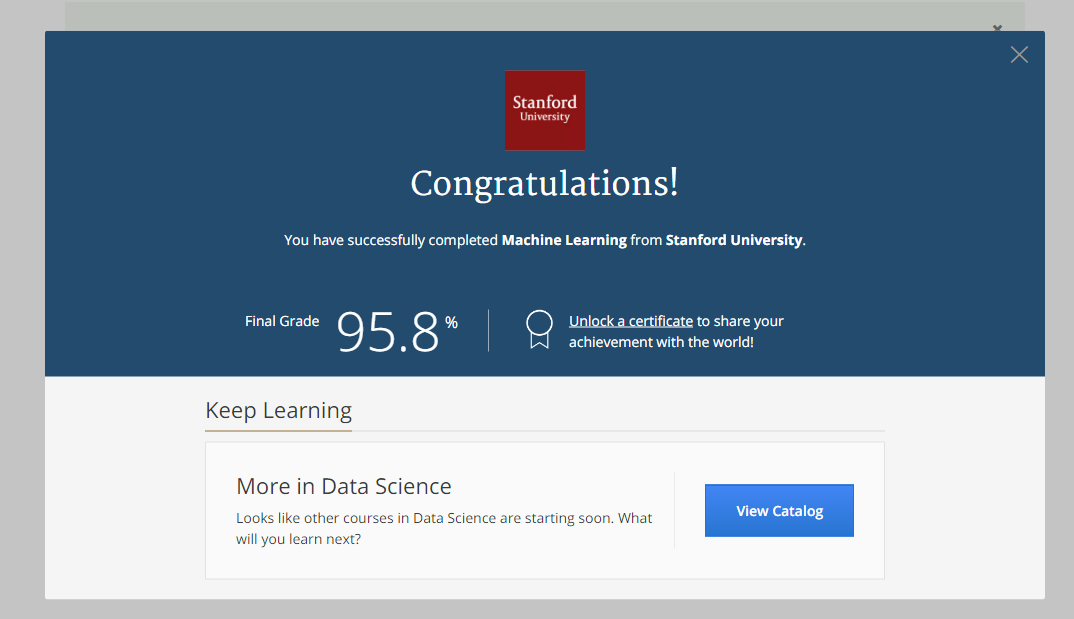 Stanford
University
Congratulations!
You have successfully completed Machine Learning from Stanford University.
Final Grade 95.8 %
Unlock a certificate to share your
achievement with the world!
Keep Learning
More in Data Science
Looks like other courses in Data Science are starting soon. What
will you learn next?
View Catalog